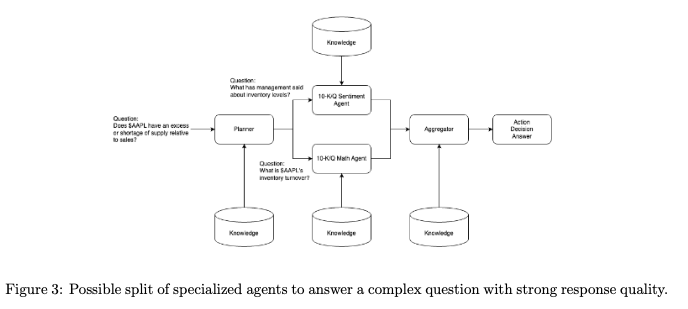 Knowledge
Question:
What has management said
about inventory levels?
10-K/Q Sentiment
Agent
Question:
Does $AAPL have an excess
or shortage of supply relative
to sales?
Planner
Aggregator
Action
Decision
Answer
Question:
What is $AAPL's
inventory turnover?
10-K/Q Math Agent
Knowledge
Knowledge
Knowledge
Figure 3: Possible split of specialized agents to answer a complex question with strong response quality.